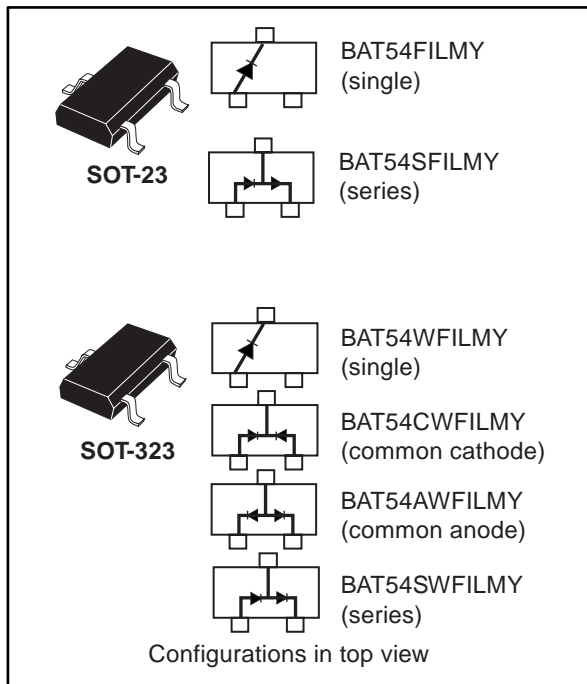 BAT54FILMY
(single)
SOT-23
BAT54SFILMY
(series)
BAT54WFILMY
(single)
SOT-323
BAT54CWFILMY
(common cathode)
BAT54AWFILMY
(common anode)
BAT54SWFILMY
(series)
Configurations in top view